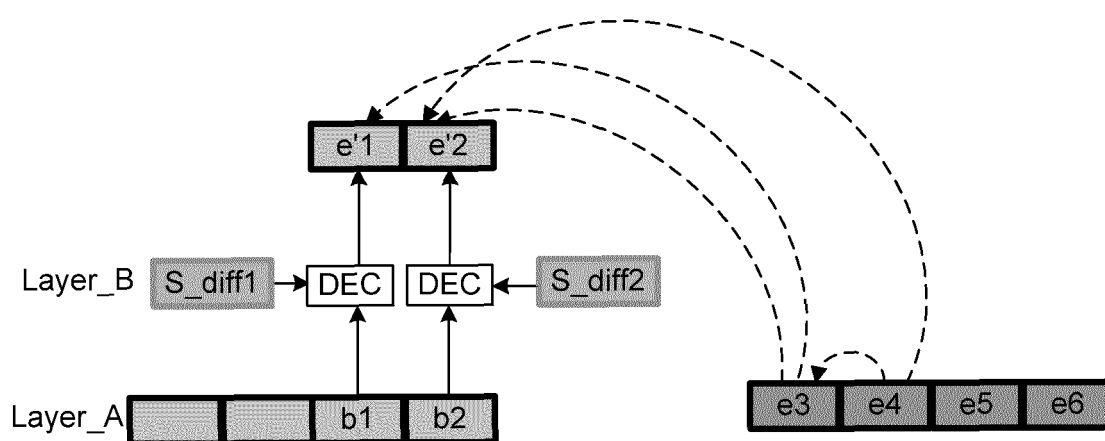 e'1 e'2
Layer_B S_diff1 DEC DEC S_diff2
Layer_A b1 b2 e3 e4 e5 e6